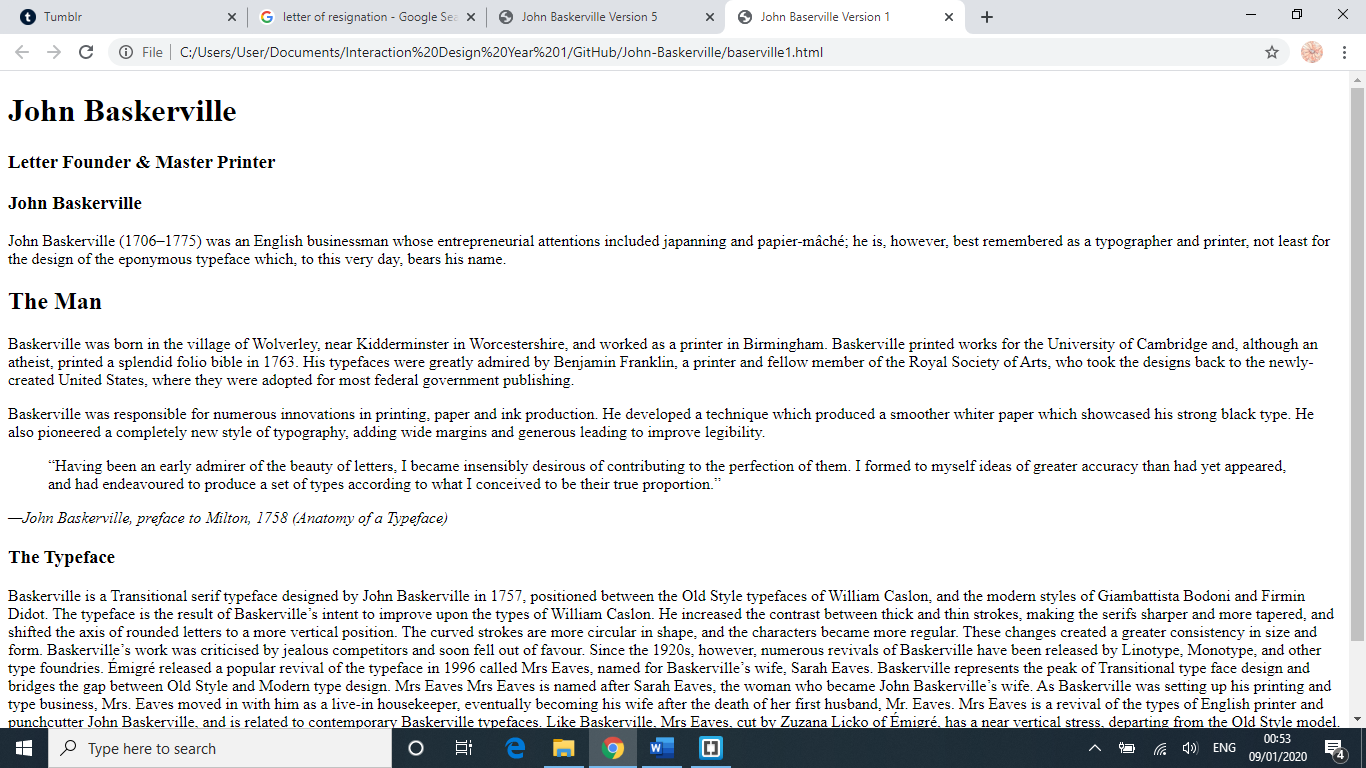 Tumblr
letter of resignation - Google Sea
John Baskerville Version 5
John Baserville Version 1
File
C:/Users/User/Documents/Interaction%20Design%20Year%201/GitHub/John-Baskerville/baserville1.html
John Baskerville
Letter Founder & Master Printer
John Baskerville
John Baskerville (1706–1775) was an English businessman whose entrepreneurial attentions included japanning and papier-mâché; he is, however, best remembered as a typographer and printer, not least for
the design of the eponymous typeface which, to this very day, bears his name.
The Man
Baskerville was born in the village of Wolverley, near Kidderminster in Worcestershire, and worked as a printer in Birmingham. Baskerville printed works for the University of Cambridge and, although an
atheist, printed a splendid folio bible in 1763. His typefaces were greatly admired by Benjamin Franklin, a printer and fellow member of the Royal Society of Arts, who took the designs back to the newly-
created United States, where they were adopted for most federal government publishing.
Baskerville was responsible for numerous innovations in printing, paper and ink production. He developed a technique which produced a smoother whiter paper which showcased his strong black type. He
also pioneered a completely new style of typography, adding wide margins and generous leading to improve legibility.
“Having been an early admirer of the beauty of letters, I became insensibly desirous of contributing to the perfection of them. I formed to myself ideas of greater accuracy than had yet appeared,
and had endeavoured to produce a set of types according to what I conceived to be their true proportion.”
—John Baskerville, preface to Milton, 1758 (Anatomy of a Typeface)
The Typeface
Baskerville is a Transitional serif typeface designed by John Baskerville in 1757, positioned between the Old Style typefaces of William Caslon, and the modern styles of Giambattista Bodoni and Firmin
Didot. The typeface is the result of Baskerville’s intent to improve upon the types of William Caslon. He increased the contrast between thick and thin strokes, making the serifs sharper and more tapered, and
shifted the axis of rounded letters to a more vertical position. The curved strokes are more circular in shape, and the characters became more regular. These changes created a greater consistency in size and
form. Baskerville’s work was criticised by jealous competitors and soon fell out of favour. Since the 1920s, however, numerous revivals of Baskerville have been released by Linotype, Monotype, and other
type foundries. Émigré released a popular revival of the typeface in 1996 called Mrs Eaves, named for Baskerville’s wife, Sarah Eaves. Baskerville represents the peak of Transitional type face design and
bridges the gap between Old Style and Modern type design. Mrs Eaves Mrs Eaves is named after Sarah Eaves, the woman who became John Baskerville’s wife. As Baskerville was setting up his printing and
type business, Mrs. Eaves moved in with him as a live-in housekeeper, eventually becoming his wife after the death of her first husband, Mr. Eaves. Mrs Eaves is a revival of the types of English printer and
punchcutter John Baskerville, and is related to contemporary Baskerville typefaces. Like Baskerville, Mrs Eaves, cut by Zuzana Licko of Émigré, has a near vertical stress, departing from the Old Style model.
Type here to search
ENG
00:53
09/01/2020
4